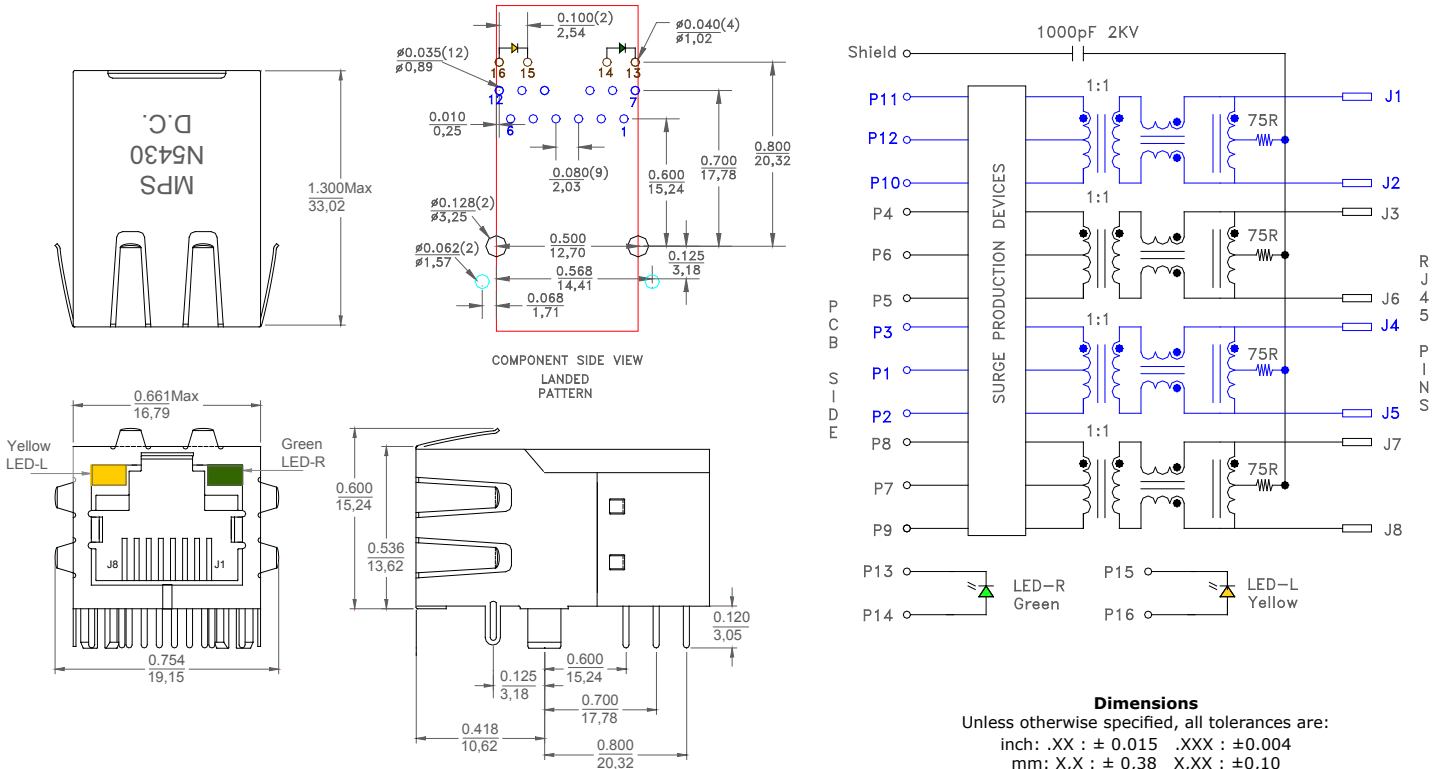 D.C.
N5430
MPS
1.300Max
33,02
0.100(2)
2,54
ø0.040(4)
ø1,02
ø0.035(12)
ø0,89
16
15
14
13
12
7
6
1
0.010
0,25
0.080(9)
2,03
0.600
15,24
0.700
17,78
0.800
20,32
ø0.128(2)
ø3,25
0.500
12,70
0.125
3,18
ø0.062(2)
ø1,57
0.568
14,41
0.068
1,71
COMPONENT SIDE VIEW
LANDED
PATTERN
0.661Max
16,79
Yellow
LED-L
Green
LED-R
J8
J1
0.754
19,15
0.600
15,24
0.536
13,62
0.120
3,05
0.125
3,18
0.600
15,24
0.700
17,78
0.418
10,62
0.800
20,32
1000pF 2KV
Shield
P11
P12
P10
P4
P6
P5
P3
P1
P2
P8
P7
P9
PCB SIDE
SURGE PRODUCTION DEVICES
1:1
1:1
1:1
1:1
75R
75R
75R
75R
J1
J2
J3
J6
J4
J5
J7
J8
RJ45 PINS
P13
P14
LED-R
Green
P15
P16
LED-L
Yellow
Dimensions
Unless otherwise specified, all tolerances are:
inch: .XX : ± 0.015 .XXX : ±0.004
mm: X.X : ± 0.38 X.XX : ±0.10